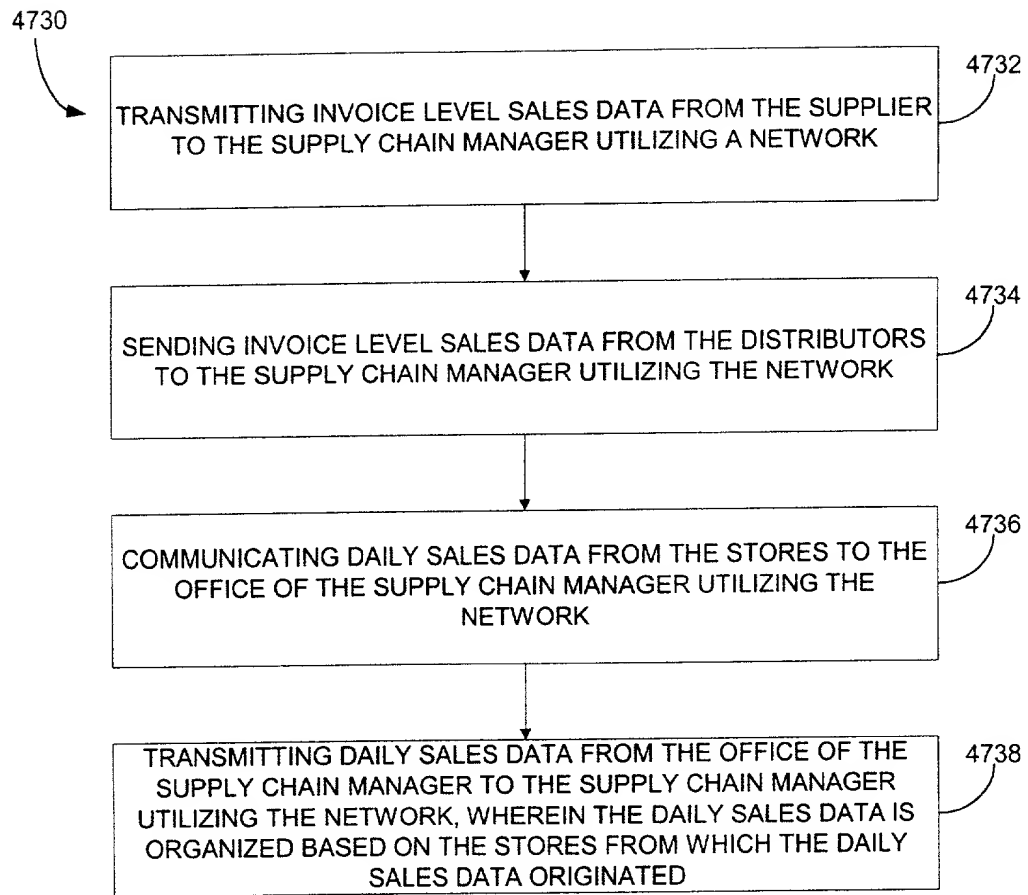 4730
4732
TRANSMITTING INVOICE LEVEL SALES DATA FROM THE SUPPLIER
TO THE SUPPLY CHAIN MANAGER UTILIZING A NETWORK
4734
SENDING INVOICE LEVEL SALES DATA FROM THE DISTRIBUTORS
TO THE SUPPLY CHAIN MANAGER UTILIZING THE NETWORK
4736
COMMUNICATING DAILY SALES DATA FROM THE STORES TO THE
OFFICE OF THE SUPPLY CHAIN MANAGER UTILIZING THE
NETWORK
4738
TRANSMITTING DAILY SALES DATA FROM THE OFFICE OF THE
SUPPLY CHAIN MANAGER TO THE SUPPLY CHAIN MANAGER
UTILIZING THE NETWORK, WHEREIN THE DAILY SALES DATA IS
ORGANIZED BASED ON THE STORES FROM WHICH THE DAILY
SALES DATA ORIGINATED